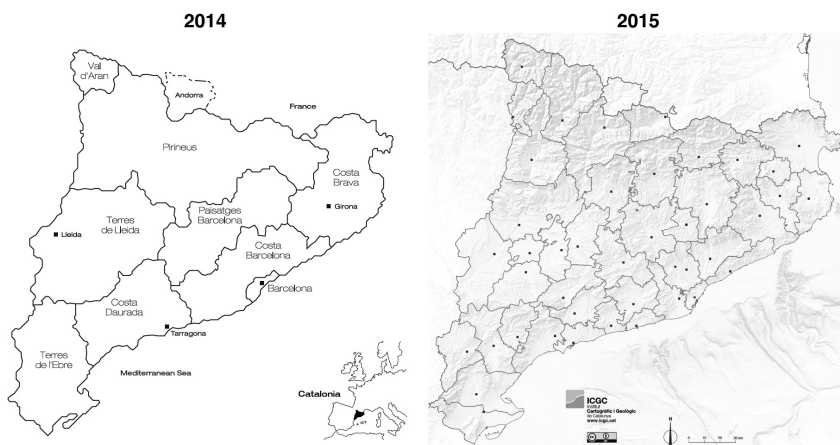 2014
2015
Val
d'Aran
Andorra
France
Pirineus
Costa
Brava
Girona
Paisatges
Barcelona
Terres
de Lleida
Lleida
Costa
Barcelona
Barcelona
Costa
Daurada
Tarragona
Terres
de l'Ebre
Mediterranean Sea
Catalonia
ICGC
Institut
Cartogràfic i Geològic
de Catalunya
www.icgc.cat
N